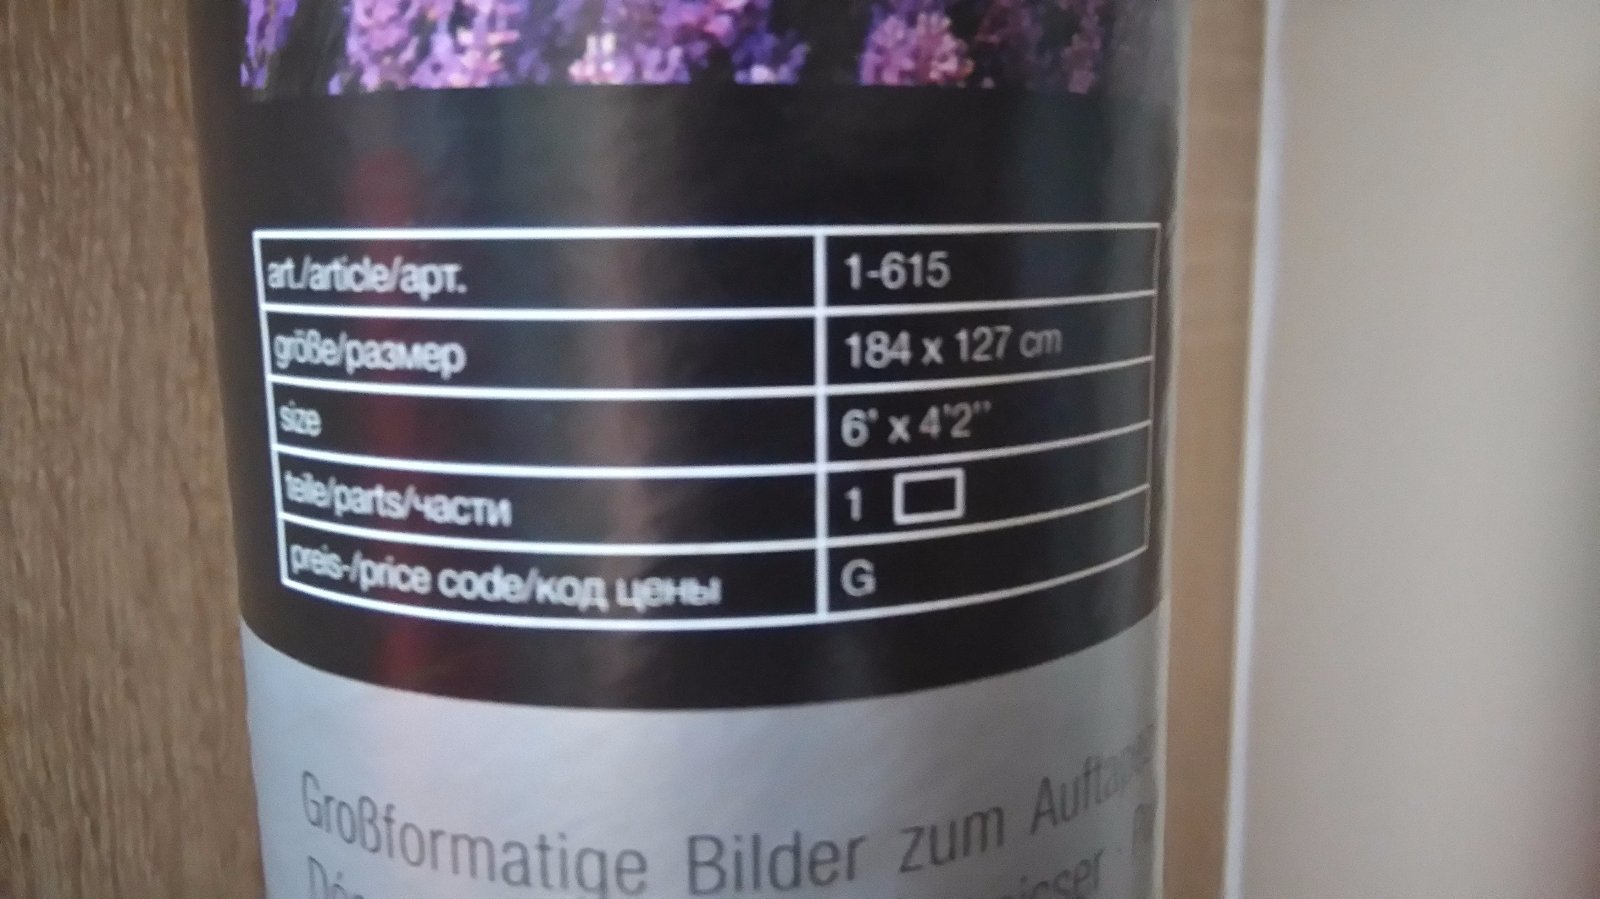 art./article/арт. 1-615
größe/размер 184 x 127 cm
size 6' x 4'2"
teile/parts/части 1
preis-/price code/код цены G
Großformatige Bilder zum